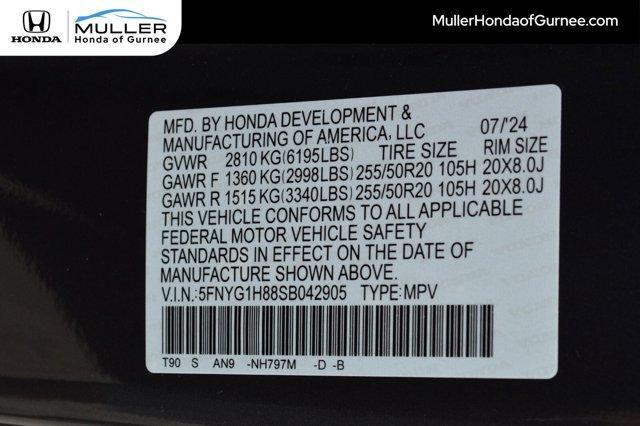 HONDA
MULLER
Honda of Gurnee
MullerHondaofGurnee.com
MFD. BY HONDA DEVELOPMENT &
MANUFACTURING OF AMERICA, LLC 07/'24
GVWR 2810 KG(6195LBS) TIRE SIZE RIM SIZE
GAWR F 1360 KG(2998LBS) 255/50R20 105H 20X8.0J
GAWR R 1515 KG(3340LBS) 255/50R20 105H 20X8.0J
THIS VEHICLE CONFORMS TO ALL APPLICABLE
FEDERAL MOTOR VEHICLE SAFETY
STANDARDS IN EFFECT ON THE DATE OF
MANUFACTURE SHOWN ABOVE.
V.I.N.:5FNYG1H88SB042905 TYPE:MPV
T90 S AN9 -NH797M -D -B